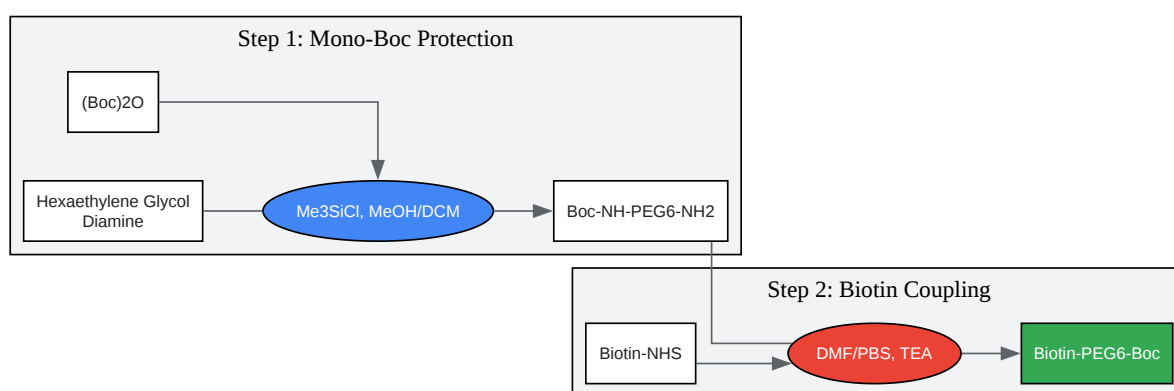 Step 1: Mono-Boc Protection
(Boc)2O
Hexaethylene Glycol
Diamine
Me3SiCl, MeOH/DCM
Boc-NH-PEG6-NH2
Step 2: Biotin Coupling
Biotin-NHS
DMF/PBS, TEA
Biotin-PEG6-Boc